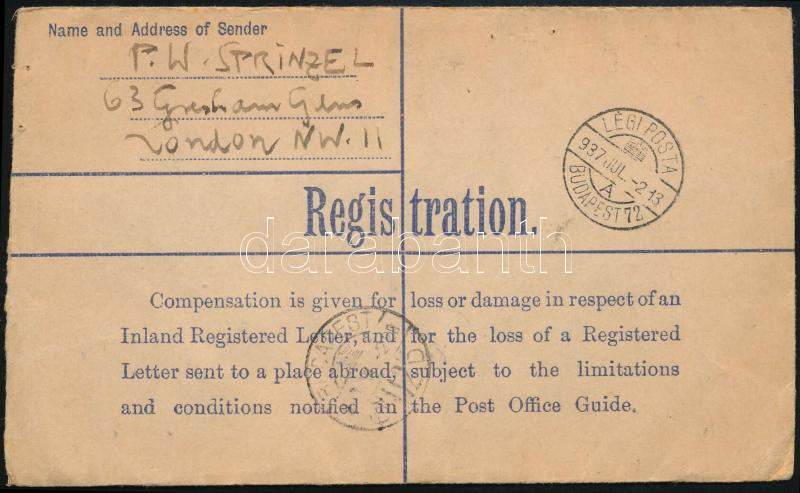 Name and Address of Sender
P. W. SPRINZEL
63 Gresham Gdns
London NW. 11
LÉGI POSTA
937 JUL. -2. 13
A
BUDAPEST 72
Registration.
darabanth
Compensation is given for loss or damage in respect of an
Inland Registered Letter, and for the loss of a Registered
Letter sent to a place abroad, subject to the limitations
and conditions notified in the Post Office Guide.
BUDAPEST